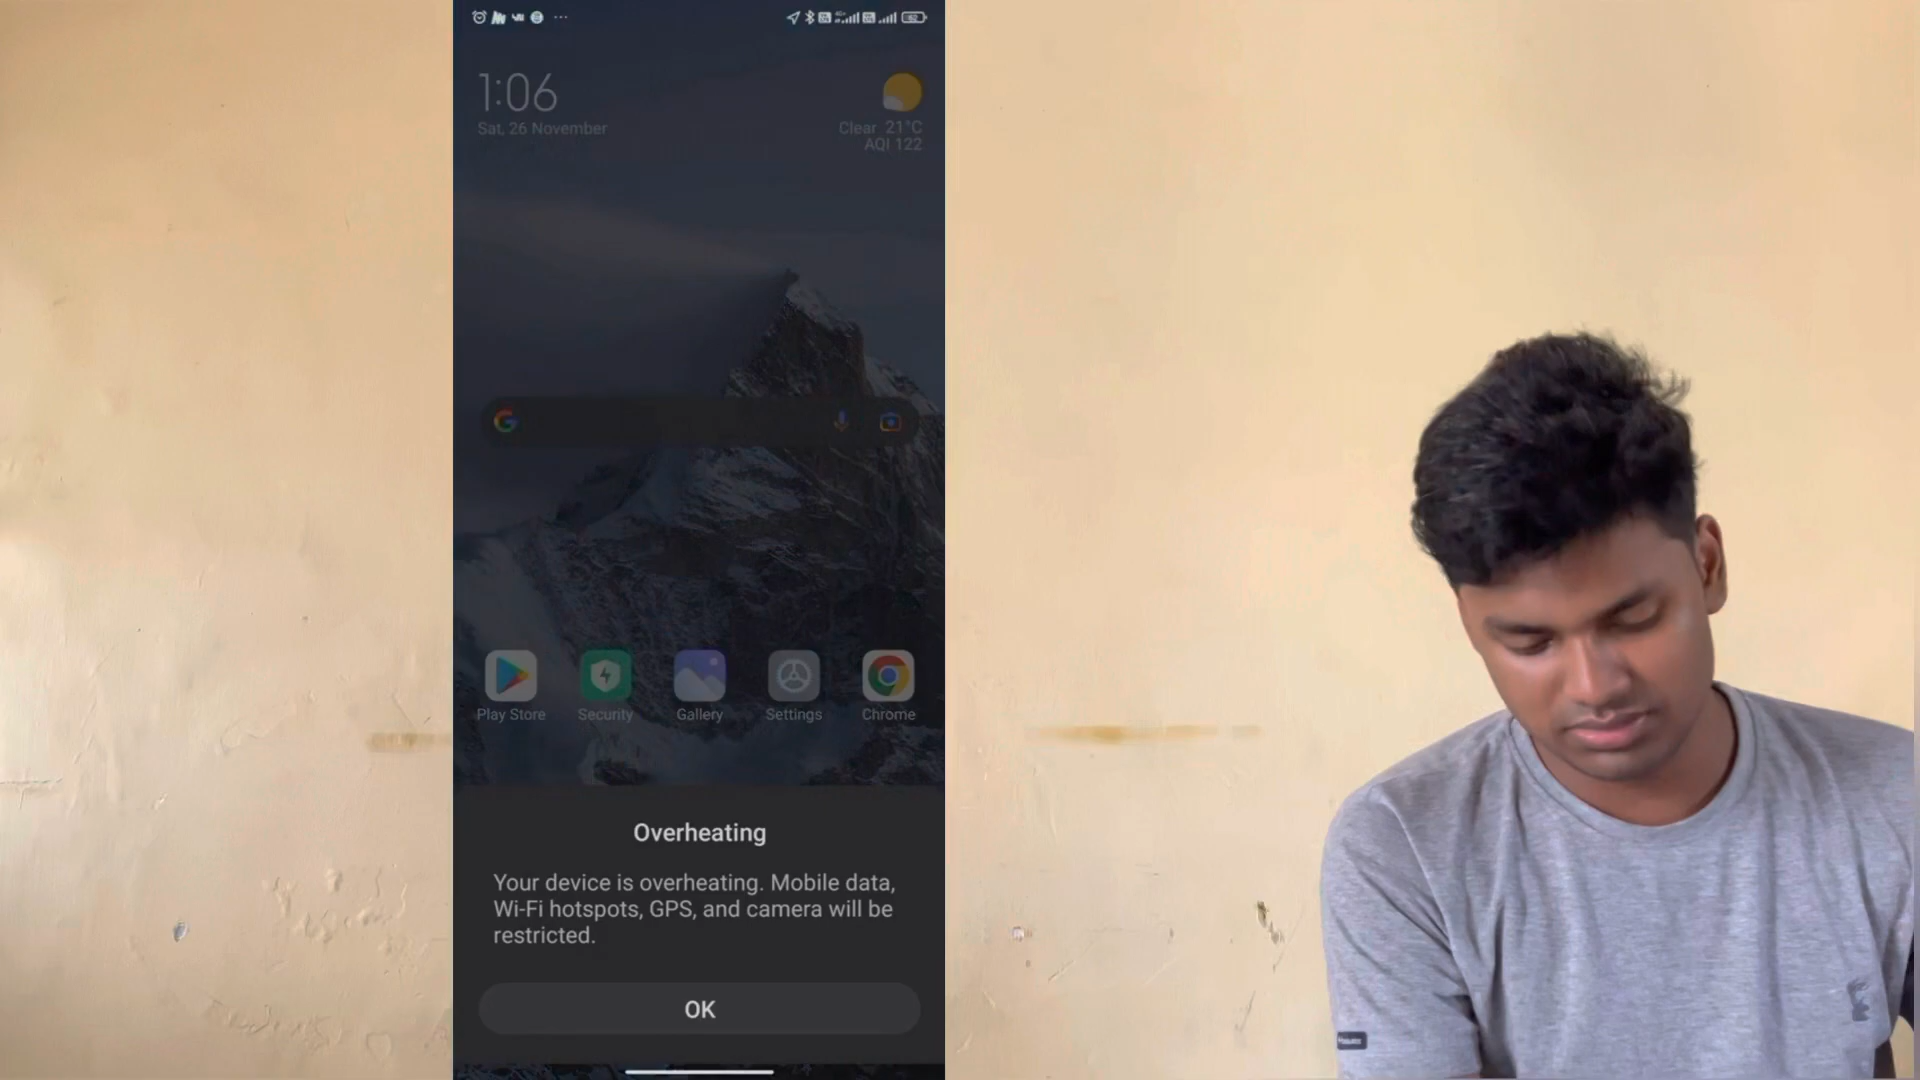 1:06
Sat, 26 November
Clear 21°C
AQI 122
Play Store
Security
Gallery
Settings
Chrome
Overheating
Your device is overheating. Mobile data,
Wi-Fi hotspots, GPS, and camera will be
restricted.
OK